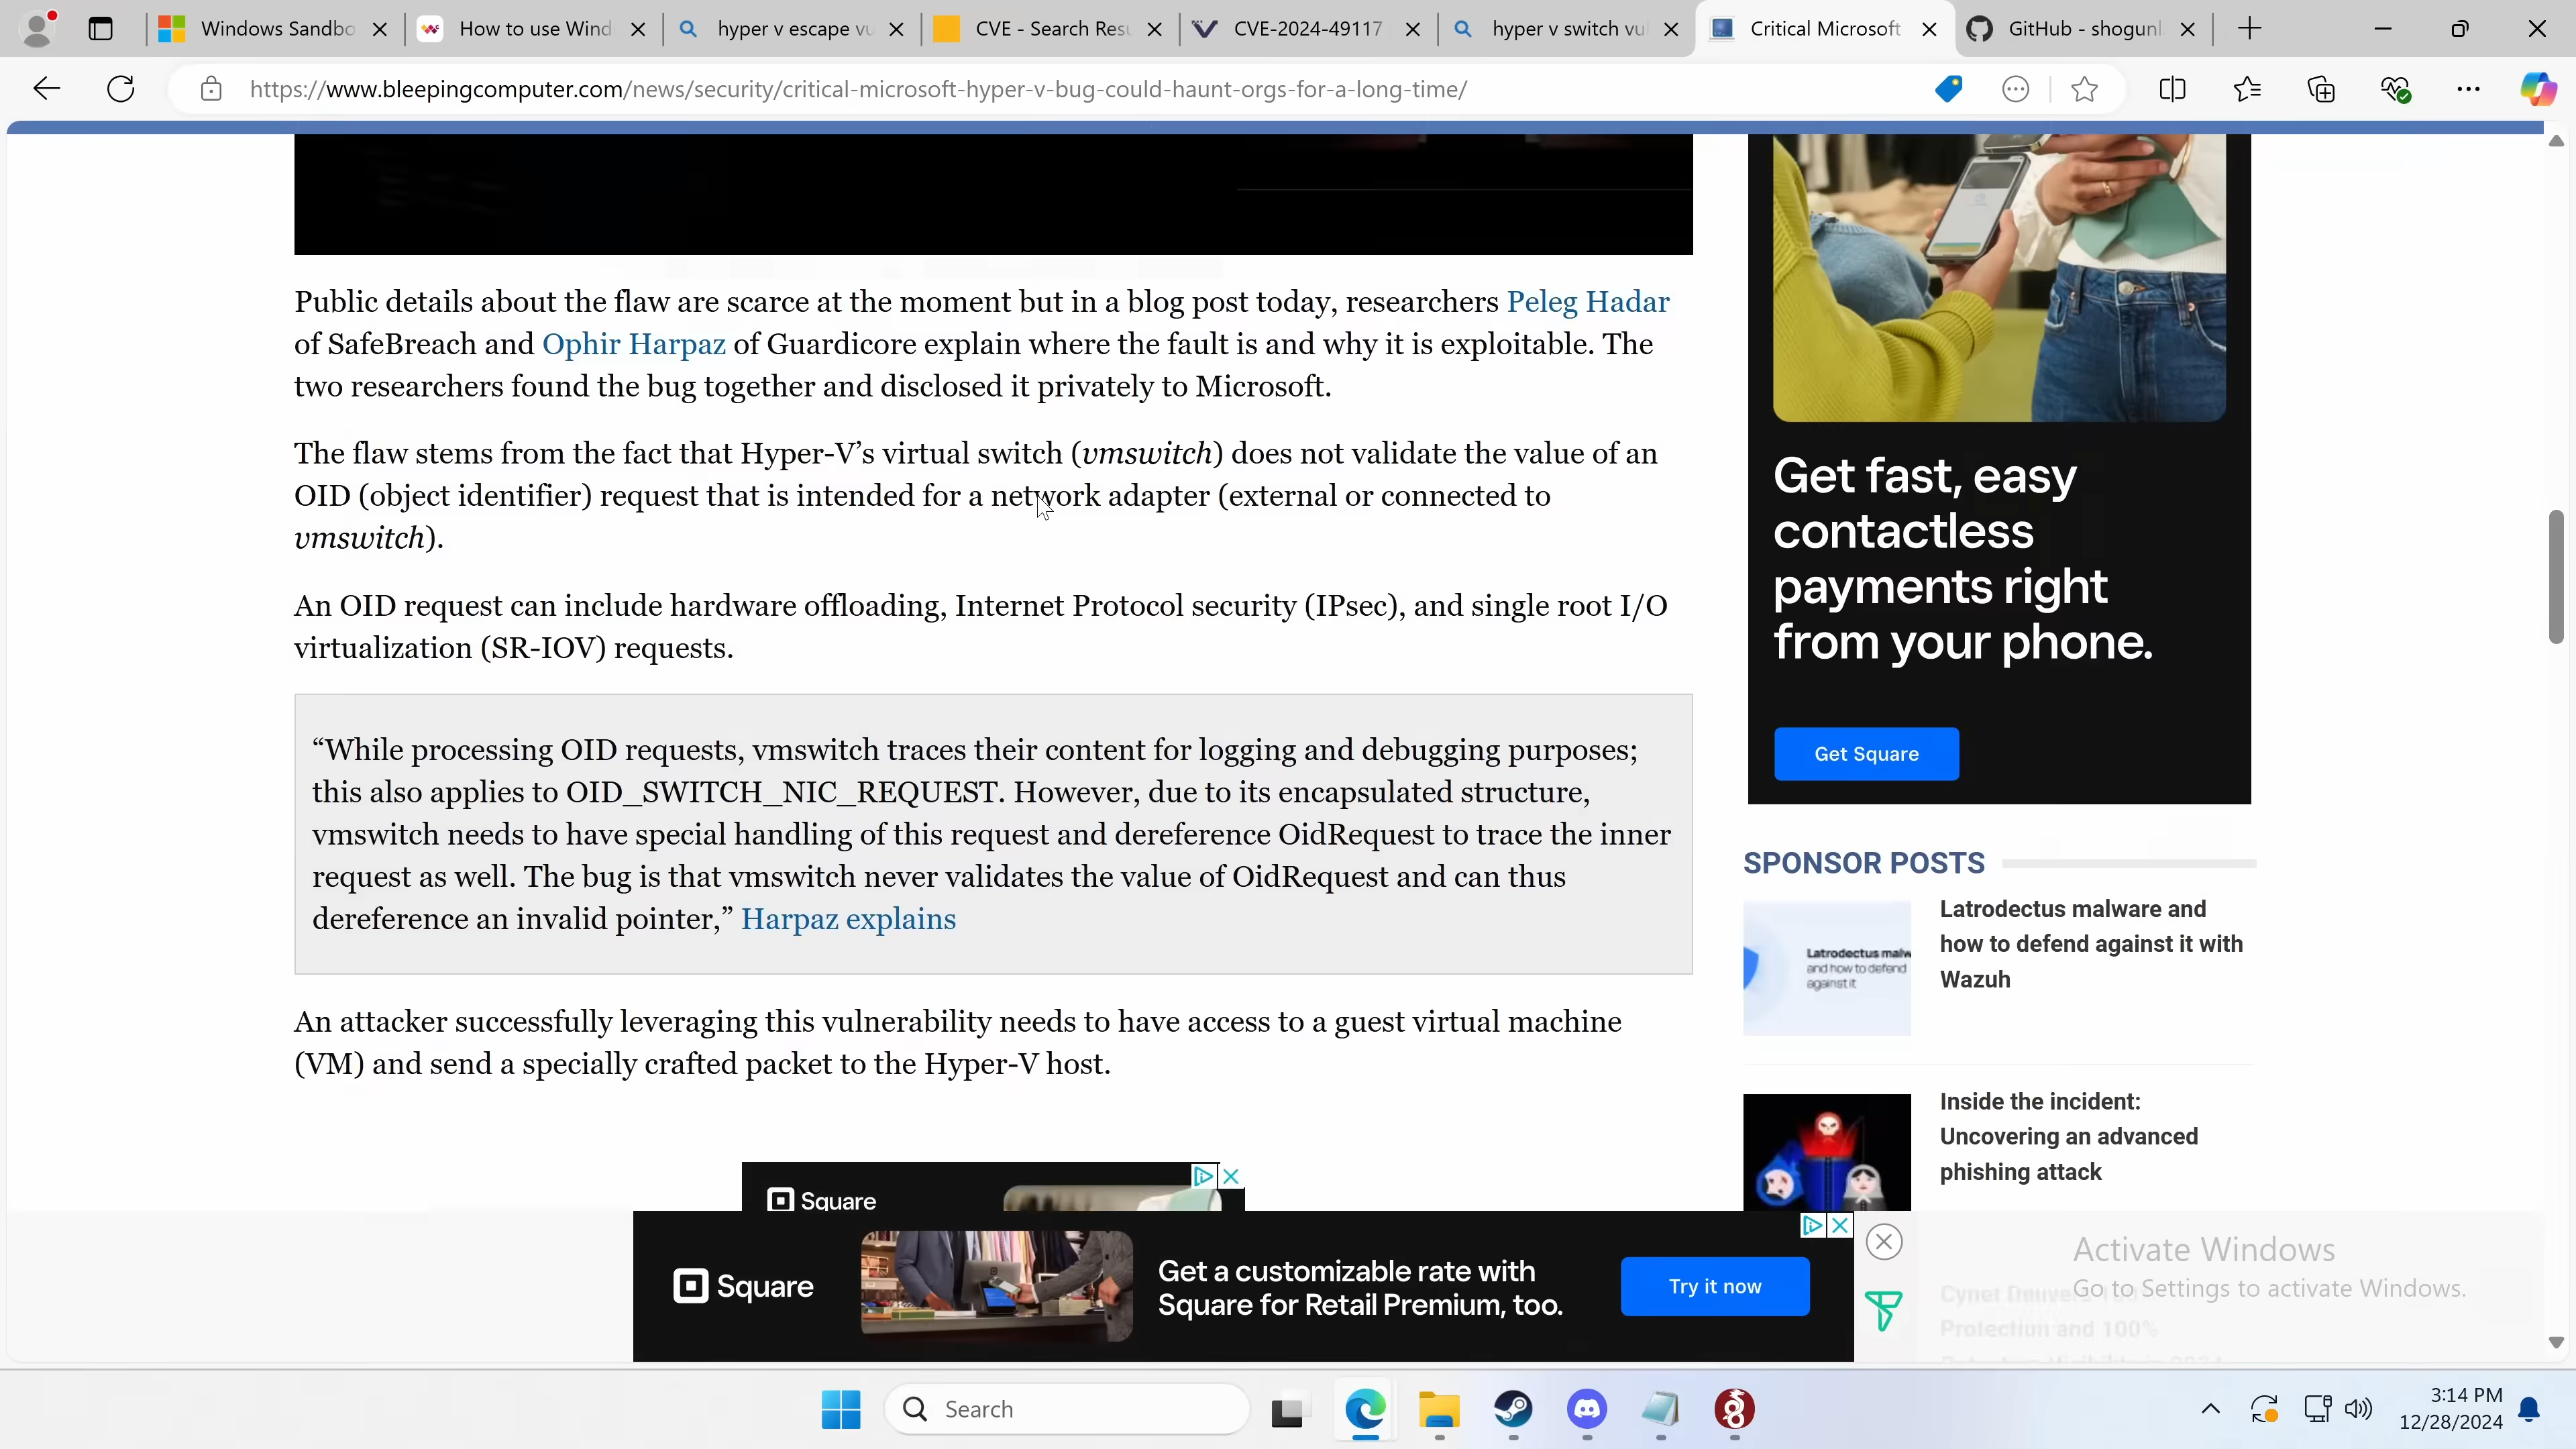 Windows Sandbo
How to use Wind
hyper v escape vu
CVE - Search Resu
CVE-2024-49117
hyper v switch vul
Critical Microsoft
GitHub - shogunl
https://www.bleepingcomputer.com/news/security/critical-microsoft-hyper-v-bug-could-haunt-orgs-for-a-long-time/
Public details about the flaw are scarce at the moment but in a blog post today, researchers Peleg Hadar
of SafeBreach and Ophir Harpaz of Guardicore explain where the fault is and why it is exploitable. The
two researchers found the bug together and disclosed it privately to Microsoft.
The flaw stems from the fact that Hyper-V’s virtual switch (vmswitch) does not validate the value of an
OID (object identifier) request that is intended for a network adapter (external or connected to
vmswitch).
An OID request can include hardware offloading, Internet Protocol security (IPsec), and single root I/O
virtualization (SR-IOV) requests.
“While processing OID requests, vmswitch traces their content for logging and debugging purposes;
this also applies to OID_SWITCH_NIC_REQUEST. However, due to its encapsulated structure,
vmswitch needs to have special handling of this request and dereference OidRequest to trace the inner
request as well. The bug is that vmswitch never validates the value of OidRequest and can thus
dereference an invalid pointer,” Harpaz explains
An attacker successfully leveraging this vulnerability needs to have access to a guest virtual machine
(VM) and send a specially crafted packet to the Hyper-V host.
Get fast, easy
contactless
payments right
from your phone.
Get Square
SPONSOR POSTS
Latrodectus malw
and how to defend
against it
Latrodectus malware and
how to defend against it with
Wazuh
Inside the incident:
Uncovering an advanced
phishing attack
Square
Square
Get a customizable rate with
Square for Retail Premium, too.
Try it now
Activate Windows
Go to Settings to activate Windows.
Protection and 100%
Search
3:14 PM
12/28/2024